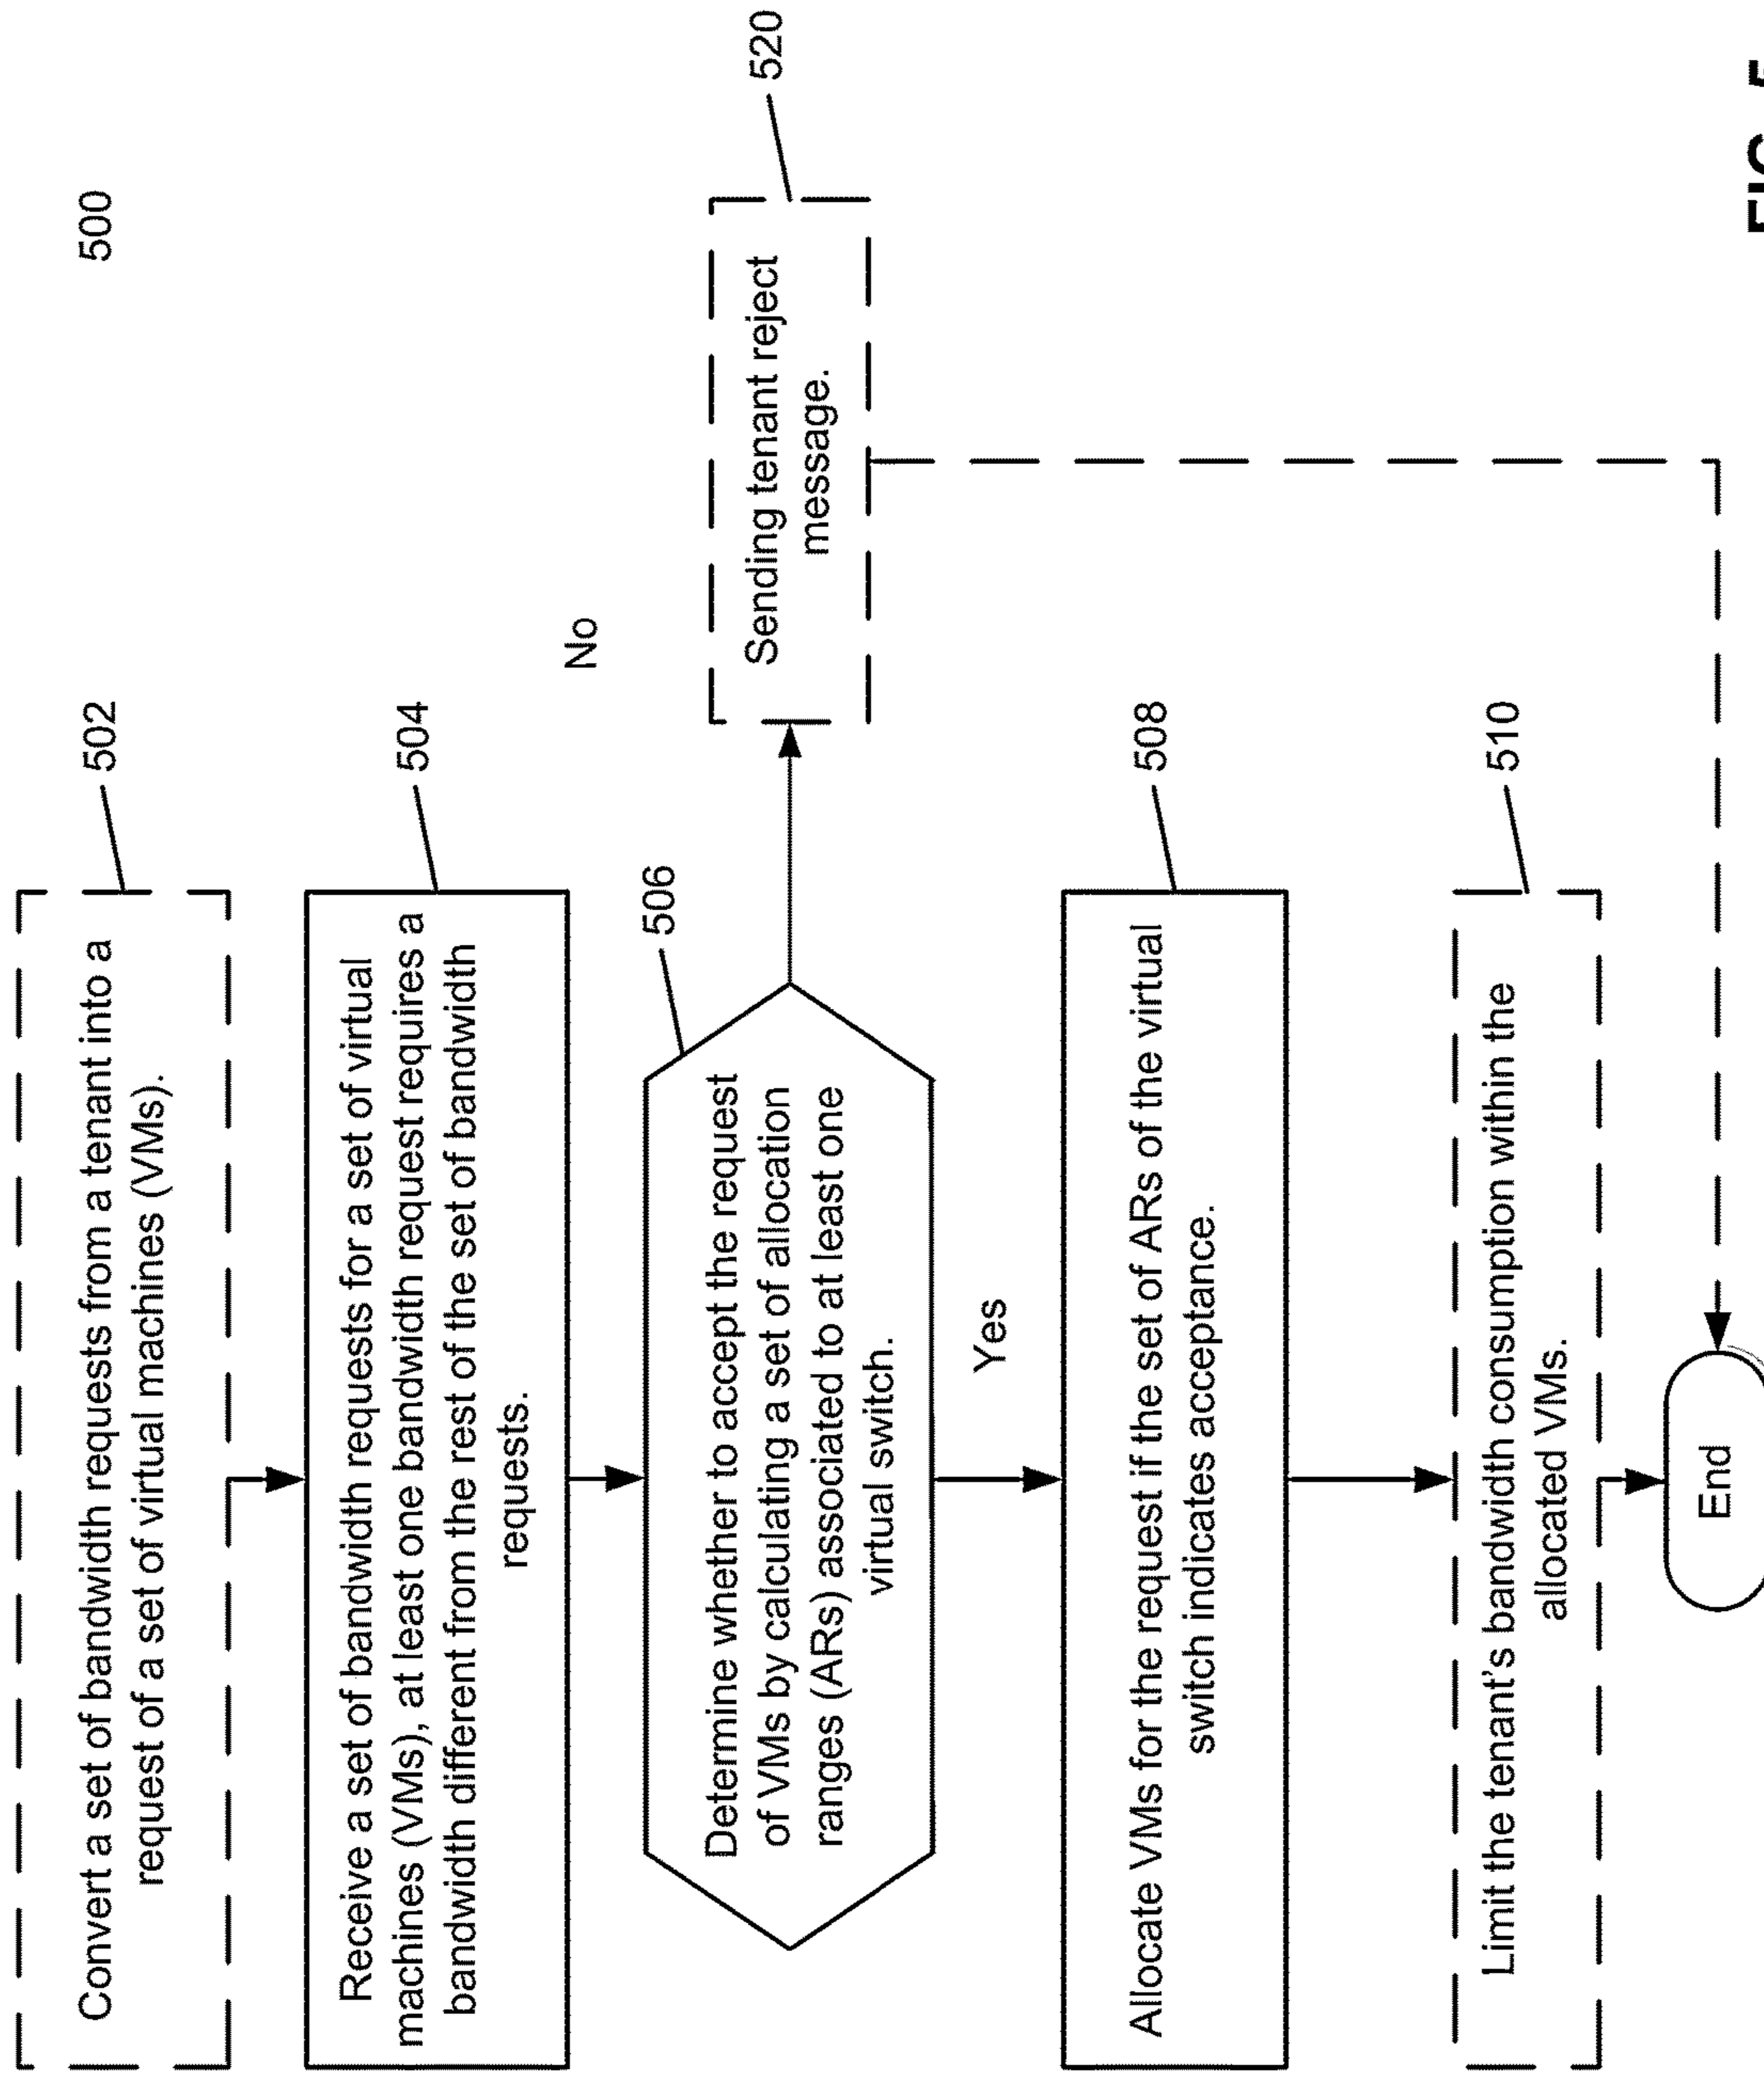 500
502
Convert a set of bandwidth requests from a tenant into a
request of a set of virtual machines (VMs).
504
Receive a set of bandwidth requests for a set of virtual
machines (VMs), at least one bandwidth request requires a
bandwidth different from the rest of the set of bandwidth
requests.
506
Determine whether to accept the request
of VMs by calculating a set of allocation
ranges (ARs) associated to at least one
virtual switch.
No
520
Sending tenant reject
message.
Yes
508
Allocate VMs for the request if the set of ARs of the virtual
switch indicates acceptance.
510
Limit the tenant's bandwidth consumption within the
allocated VMs.
End
FIG. 5